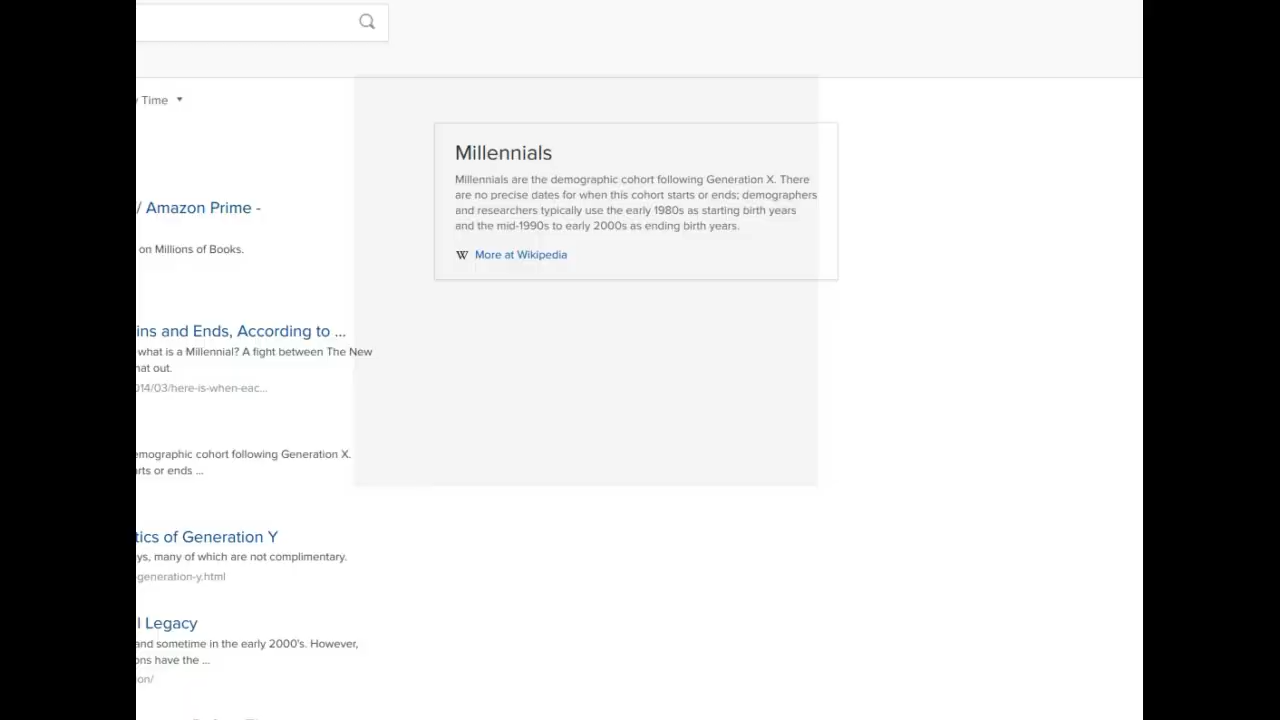 Time
Millennials
Millennials are the demographic cohort following Generation X. There
are no precise dates for when this cohort starts or ends; demographers
and researchers typically use the early 1980s as starting birth years
and the mid-1990s to early 2000s as ending birth years.
W More at Wikipedia
/ Amazon Prime -
on Millions of Books.
ins and Ends, According to ...
what is a Millennial? A fight between The New
hat out.
014/03/here-is-when-eac...
emographic cohort following Generation X.
arts or ends ...
tics of Generation Y
ys, many of which are not complimentary.
-generation-y.html
l Legacy
and sometime in the early 2000's. However,
ons have the ...
on/